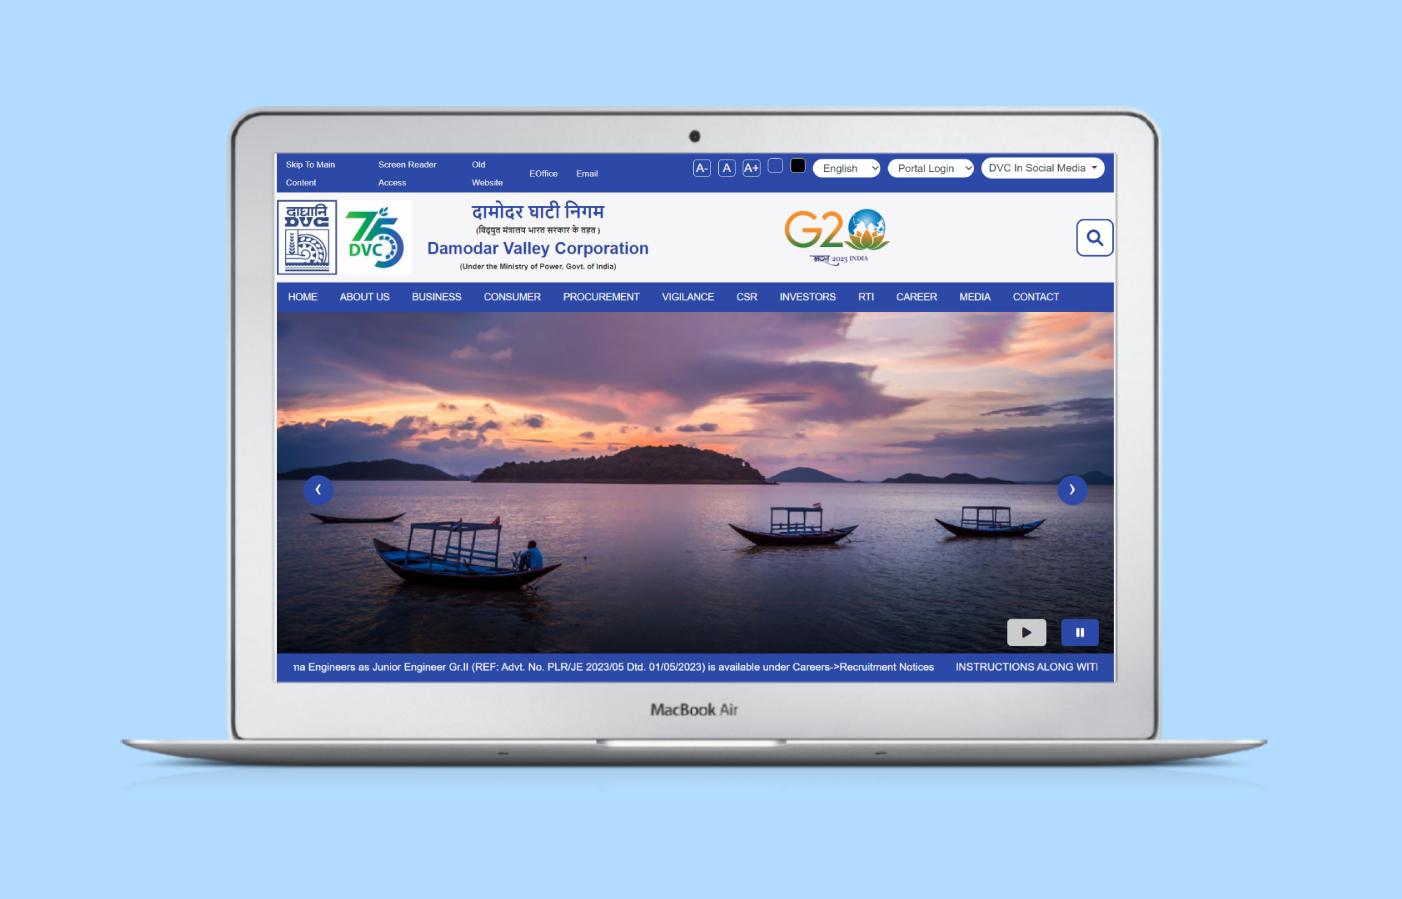 Skip To Main Content
Screen Reader Access
Old Website
EOffice
Email
A-
A
A+
English
Portal Login
DVC In Social Media
दाघानि
DVC
75
DVC
दामोदर घाटी निगम
(विद्युत मंत्रालय भारत सरकार के तहत )
Damodar Valley Corporation
(Under the Ministry of Power, Govt. of India)
G20
भारत 2023 INDIA
HOME ABOUT US BUSINESS CONSUMER PROCUREMENT VIGILANCE CSR INVESTORS RTI CAREER MEDIA CONTACT
ma Engineers as Junior Engineer Gr.II (REF: Advt. No. PLR/JE 2023/05 Dtd. 01/05/2023) is available under Careers->Recruitment Notices INSTRUCTIONS ALONG WIT
MacBook Air